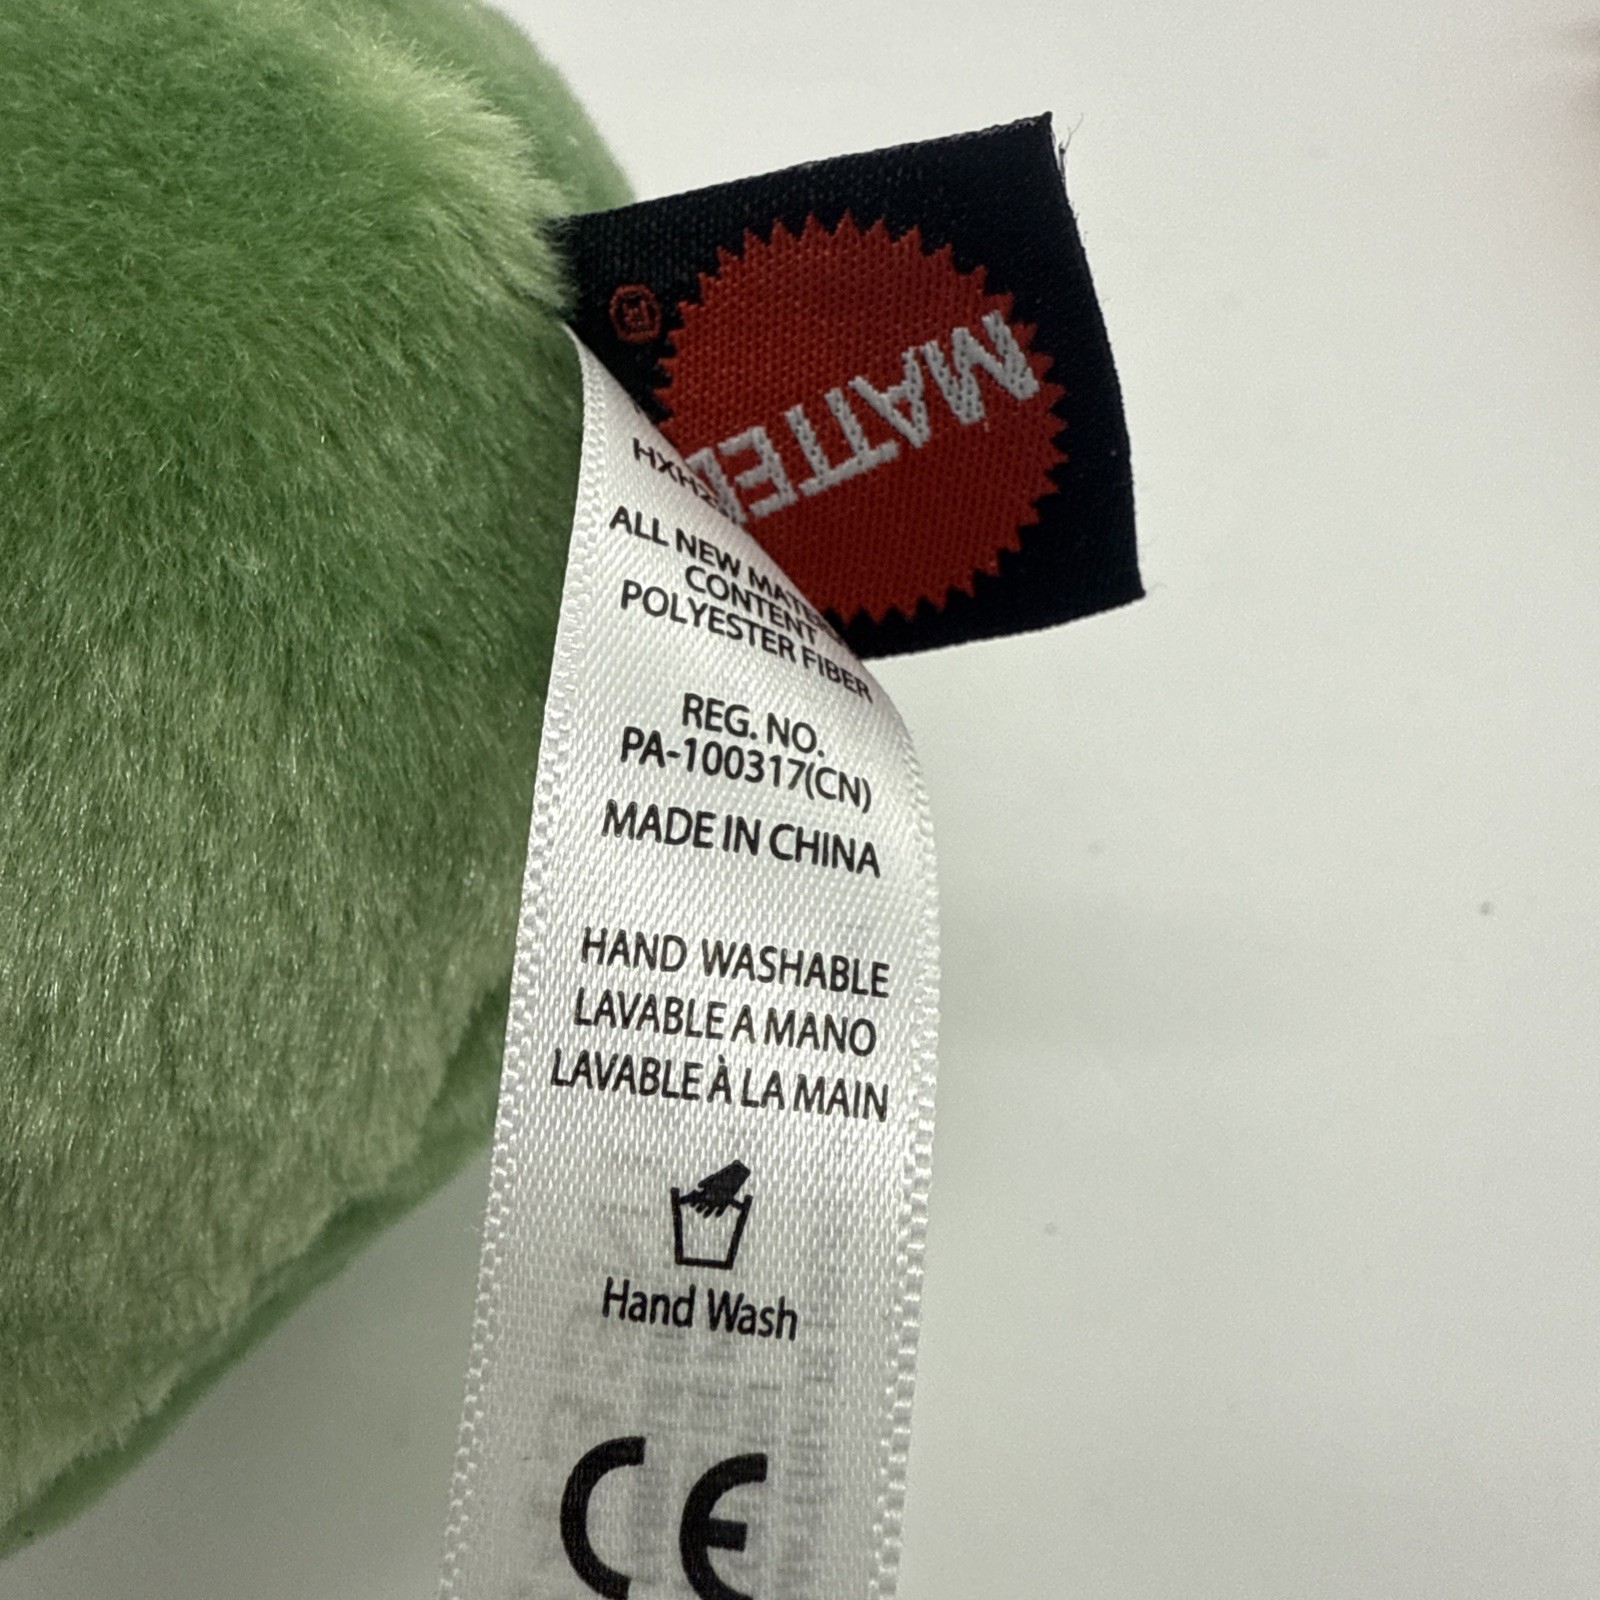 MATTEL
®
ALL NEW
CONTENT
POLYESTER FIBER
REG. NO.
PA-100317(CN)
MADE IN CHINA
HAND WASHABLE
LAVABLE A MANO
LAVABLE À LA MAIN
Hand Wash
CE